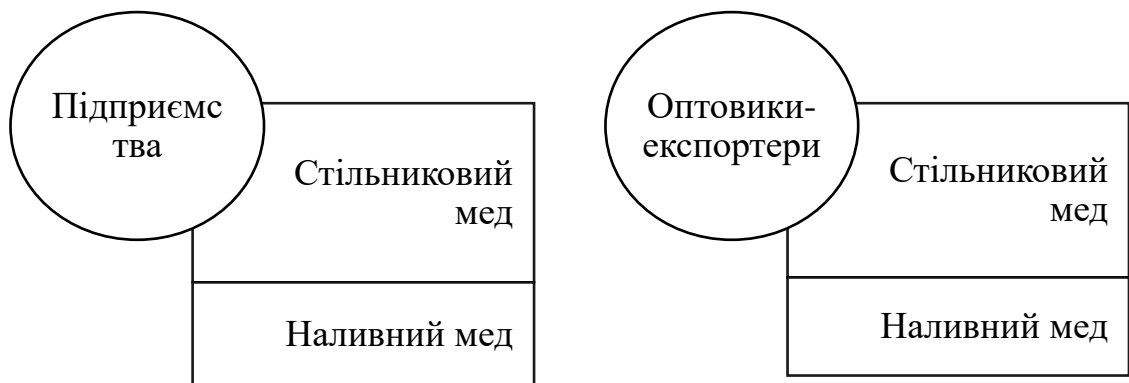 Підприємс
тва
Стільниковий
мед
Наливний мед
Оптовики-
експортери
Стільниковий
мед
Наливний мед